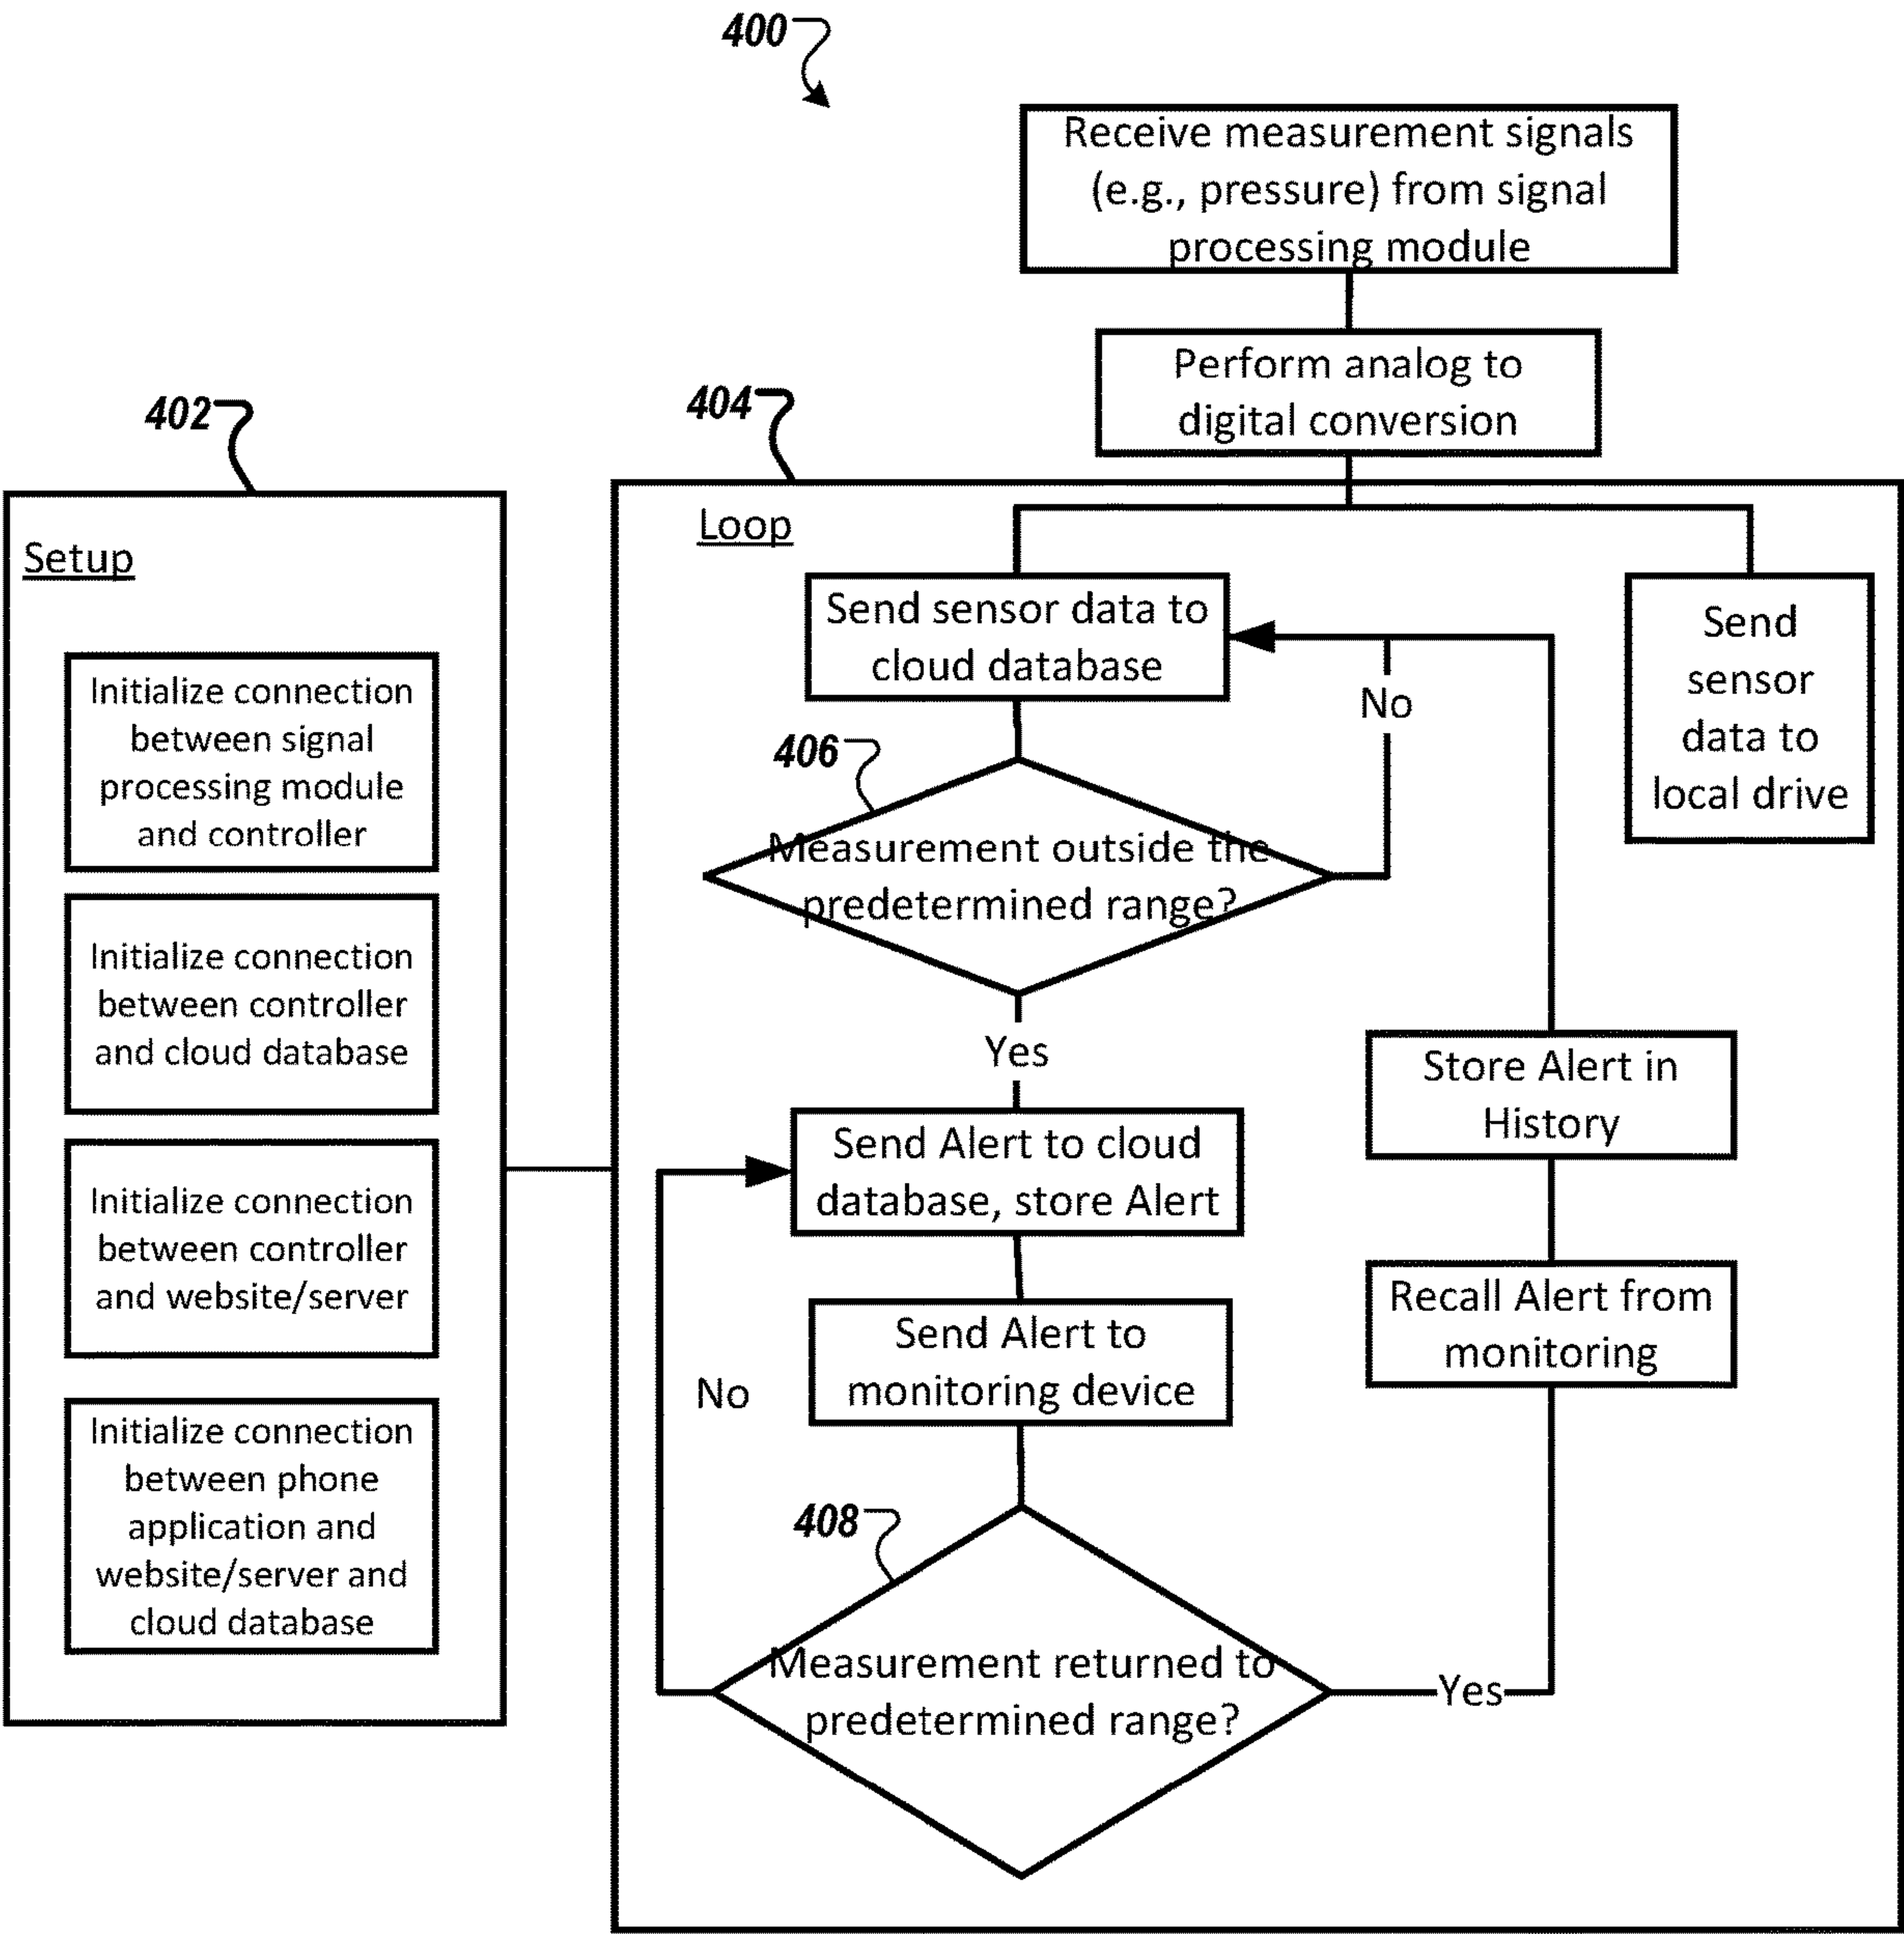 400
Receive measurement signals
(e.g., pressure) from signal
processing module
Perform analog to
digital conversion
402
Setup
Initialize connection
between signal
processing module
and controller
Initialize connection
between controller
and cloud database
Initialize connection
between controller
and website/server
Initialize connection
between phone
application and
website/server and
cloud database
404
Loop
Send sensor data to
cloud database
Send
sensor
data to
local drive
No
406
Measurement outside the
predetermined range?
Yes
Send Alert to cloud
database, store Alert
Store Alert in
History
Send Alert to
monitoring device
Recall Alert from
monitoring
No
408
Measurement returned to
predetermined range?
Yes